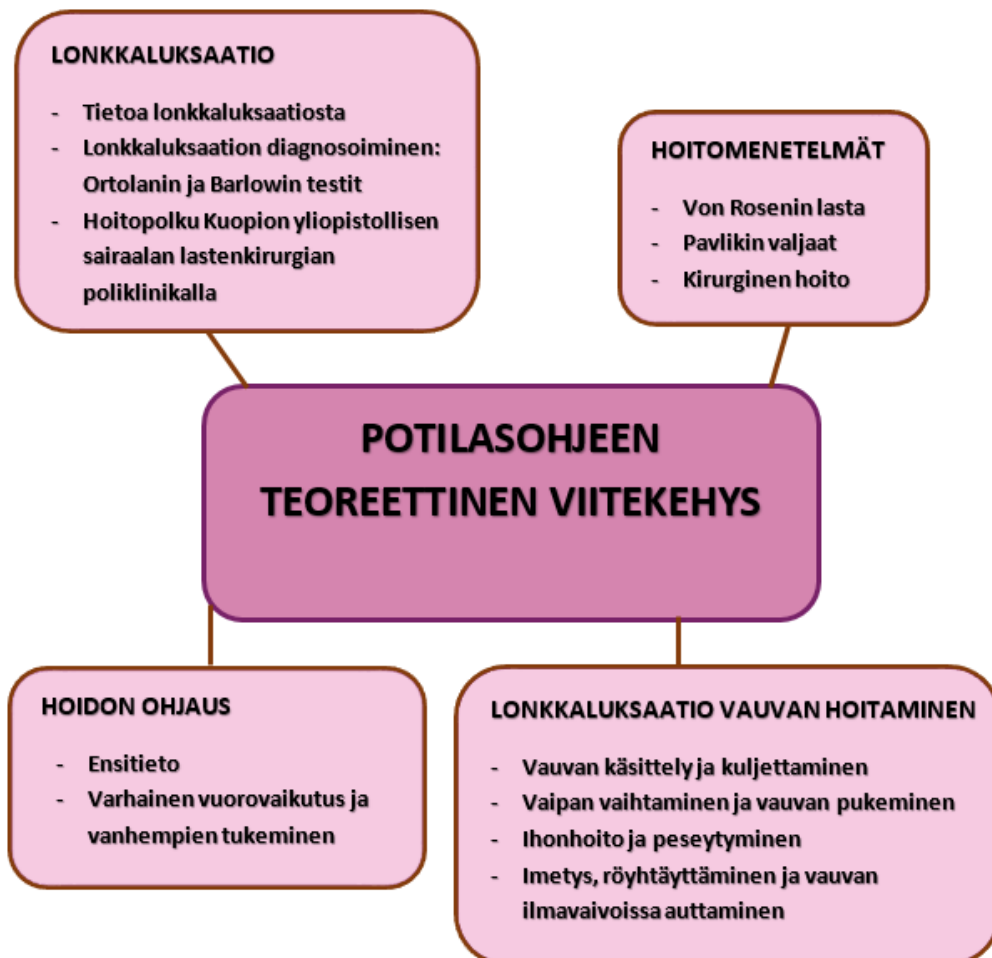 LONKKALUKSAATIO
- Tietoa lonkkaluksaatiosta
- Lonkkaluksaation diagnosoiminen:
Ortolanin ja Barlowin testit
- Hoitopolku Kuopion yliopistollisen
sairaalan lastenkirurgian
poliklinikalla
HOITOMENETELMÄT
- Von Rosenin lasta
- Pavlikin valjaat
- Kirurginen hoito
POTILASOHJEEN
TEOREETTINEN VIITEKEHYS
HOIDON OHJAUS
- Ensitieto
- Varhainen vuorovaikutus ja
vanhempien tukeminen
LONKKALUKSAATIO VAUVAN HOITAMINEN
- Vauvan käsittely ja kuljettaminen
- Vaipan vaihtaminen ja vauvan pukeminen
- Ihonhoito ja peseytyminen
- Imetys, röyhtäyttäminen ja vauvan
ilmavaivoissa auttaminen